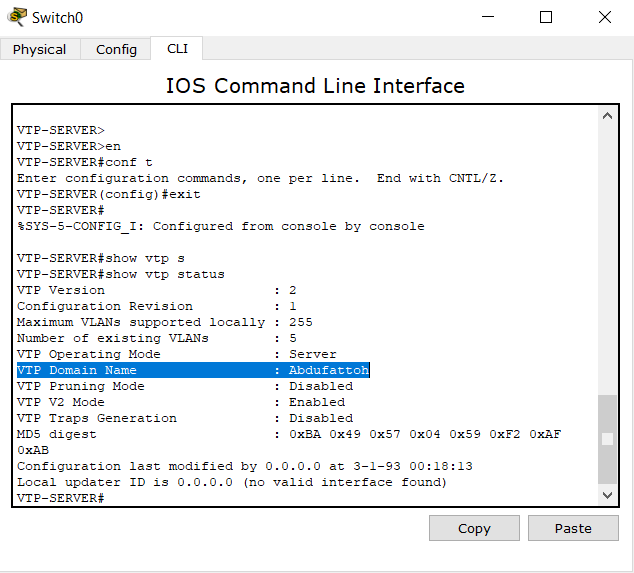 Switch0
Physical Config CLI
IOS Command Line Interface
VTP-SERVER>
VTP-SERVER>en
VTP-SERVER#conf t
Enter configuration commands, one per line.  End with CNTL/Z.
VTP-SERVER(config)#exit
VTP-SERVER#
%SYS-5-CONFIG_I: Configured from console by console
VTP-SERVER#show vtp s
VTP-SERVER#show vtp status
VTP Version                     : 2
Configuration Revision          : 1
Maximum VLANs supported locally : 255
Number of existing VLANs        : 5
VTP Operating Mode              : Server
VTP Domain Name                 : Abdufattoh
VTP Pruning Mode                : Disabled
VTP V2 Mode                     : Enabled
VTP Traps Generation            : Disabled
MD5 digest                      : 0xBA 0x49 0x57 0x04 0x59 0xF2 0xAF
0xAB
Configuration last modified by 0.0.0.0 at 3-1-93 00:18:13
Local updater ID is 0.0.0.0 (no valid interface found)
VTP-SERVER#
Copy Paste